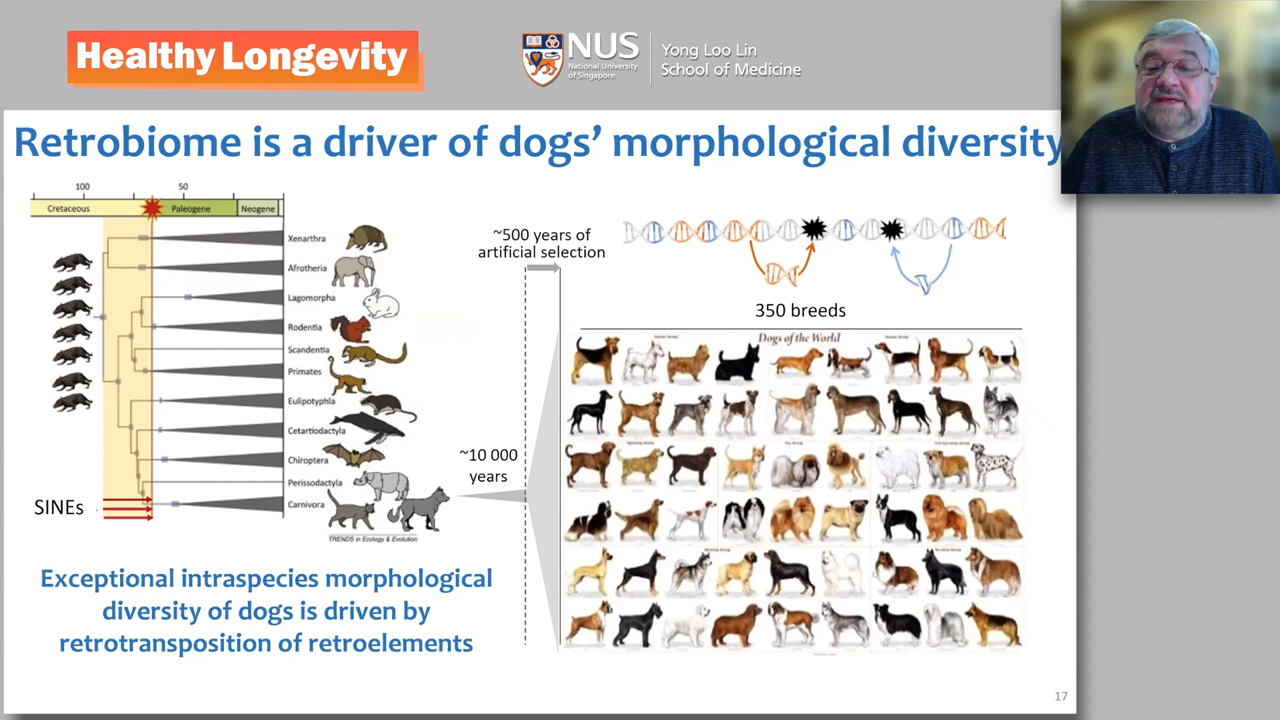 Healthy Longevity
NUS
National University
of Singapore
Yong Loo Lin
School of Medicine
Retrobiome is a driver of dogs’ morphological diversity
100
50
Cretaceous
Paleogene
Neogene
Xenarthra
Afrotheria
Lagomorpha
Rodentia
Scandentia
Primates
Eulipotyphla
Cetartiodactyla
Chiroptera
Perissodactyla
Carnivora
SINEs
TRENDS in Ecology & Evolution
~10 000
years
~500 years of
artificial selection
350 breeds
Dogs of the World
Exceptional intraspecies morphological
diversity of dogs is driven by
retrotransposition of retroelements
17